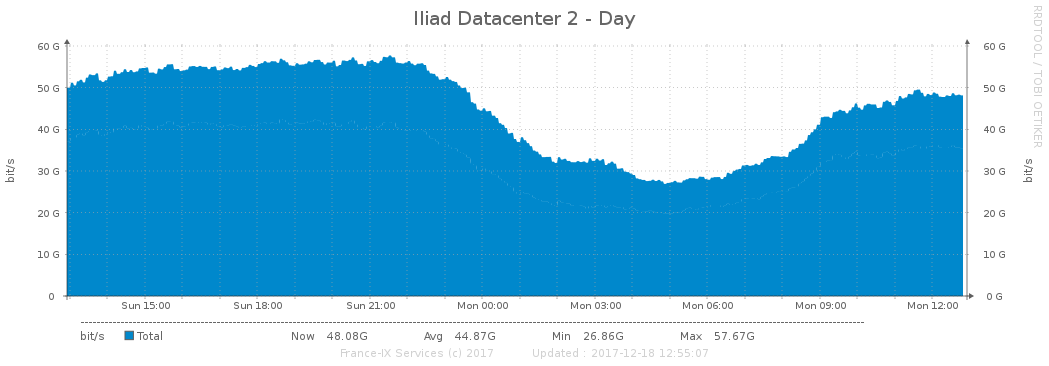 Iliad Datacenter 2 - Day
RRDTOOL / TOBI OETIKER
60 G 60 G
50 G 50 G
40 G 40 G
30 G 30 G
20 G 20 G
10 G 10 G
0 0 G
bit/s bit/s
Sun 15:00 Sun 18:00 Sun 21:00 Mon 00:00 Mon 03:00 Mon 06:00 Mon 09:00 Mon 12:00
bit/s Total Now 48.08G Avg 44.87G Min 26.86G Max 57.67G
France-IX Services (c) 2017 Updated : 2017-12-18 12:55:07